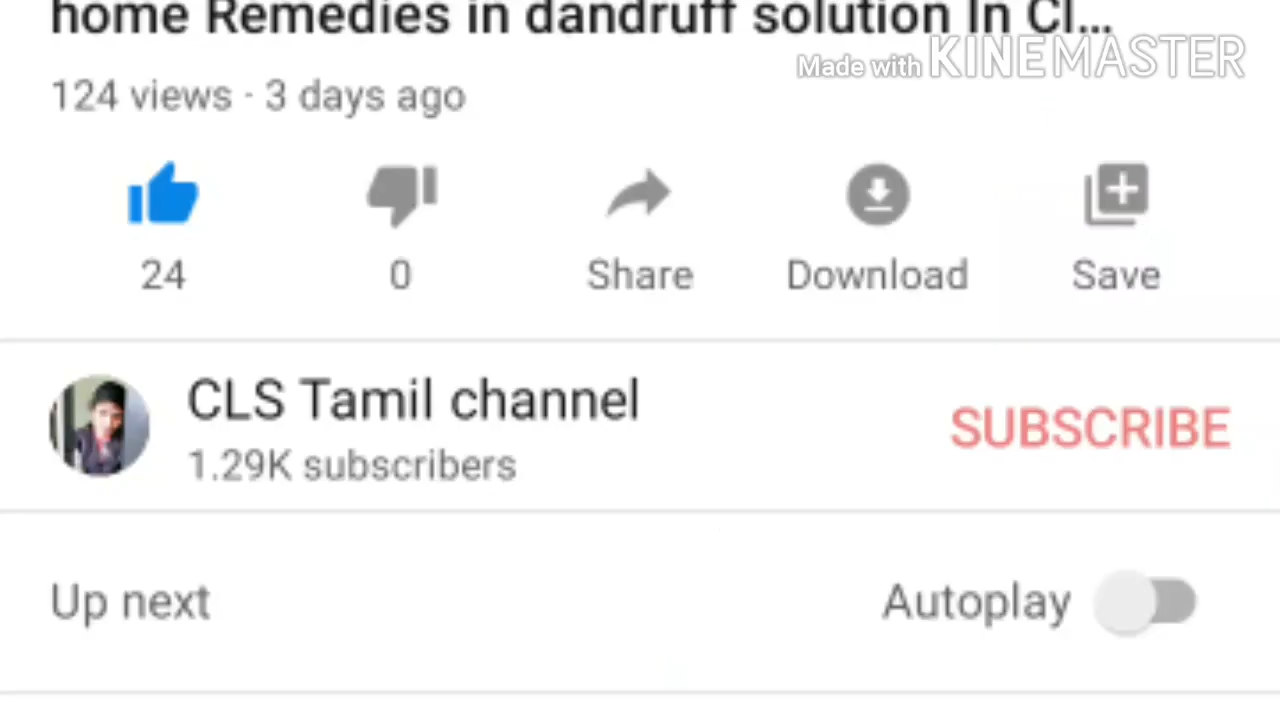 home Remedies in dandruff solution In Cl...
Made with KINEMASTER
124 views · 3 days ago
24
0
Share
Download
Save
CLS Tamil channel
1.29K subscribers
SUBSCRIBE
Up next
Autoplay